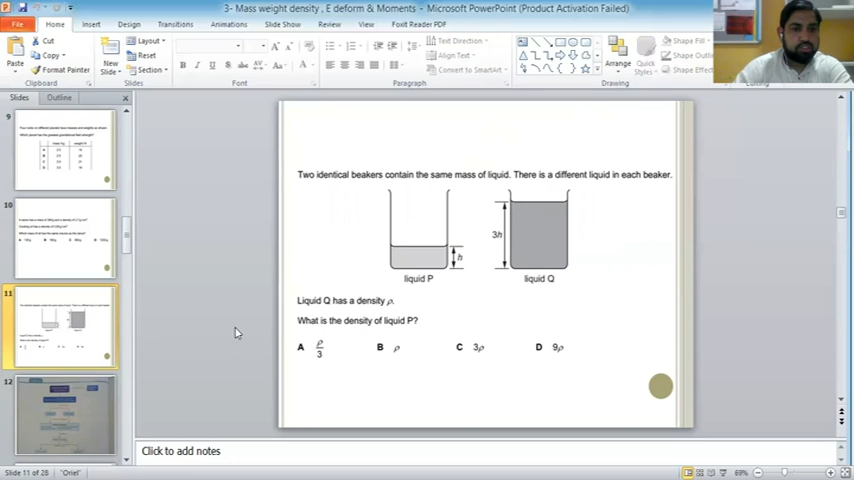 3- Mass weight density , E deform & Moments - Microsoft PowerPoint (Product Activation Failed)
File Home Insert Design Transitions Animations Slide Show Review View Foxit Reader PDF
Cut
Copy
Format Painter
Paste
Clipboard
New
Slide
Layout
Reset
Section
Slides
Font
Paragraph
Text Direction
Align Text
Convert to SmartArt
Arrange
Quick
Styles
Shape Fill
Drawing
Slides Outline
9
10
11
12
Two identical beakers contain the same mass of liquid. There is a different liquid in each beaker.
3h
h
liquid P liquid Q
Liquid Q has a density ρ.
What is the density of liquid P?
A ρ/3 B ρ C 3ρ D 9ρ
Click to add notes
Slide 11 of 28 "Oriel" 69%